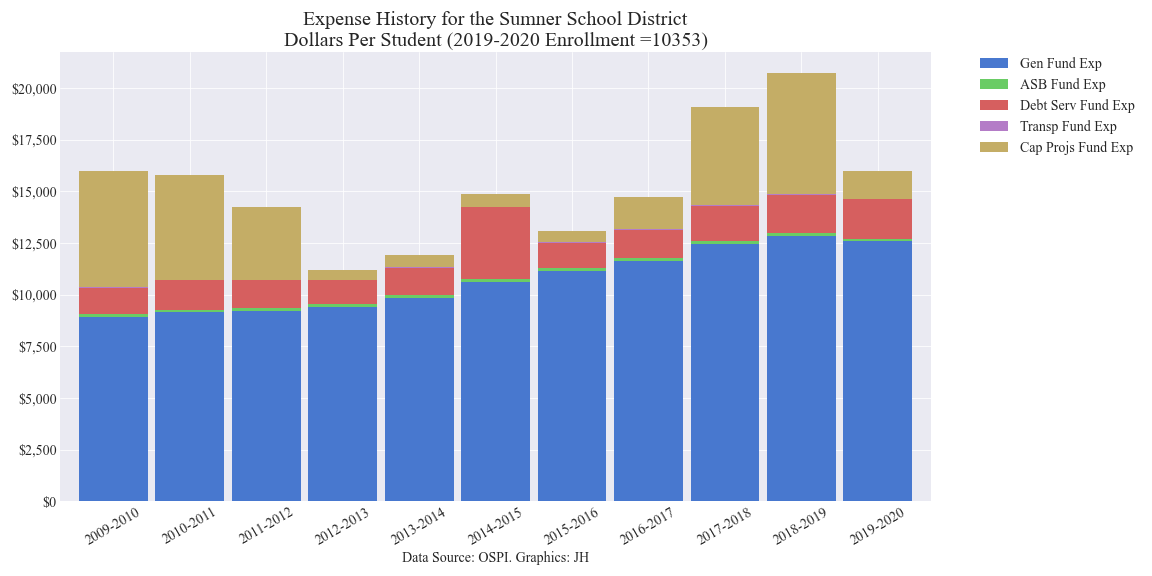 Expense History for the Sumner School District
Dollars Per Student (2019-2020 Enrollment =10353)
Gen Fund Exp
ASB Fund Exp
Debt Serv Fund Exp
Transp Fund Exp
Cap Projs Fund Exp
$20,000
$17,500
$15,000
$12,500
$10,000
$7,500
$5,000
$2,500
$0
2009-2010
2010-2011
2011-2012
2012-2013
2013-2014
2014-2015
2015-2016
2016-2017
2017-2018
2018-2019
2019-2020
Data Source: OSPI. Graphics: JH